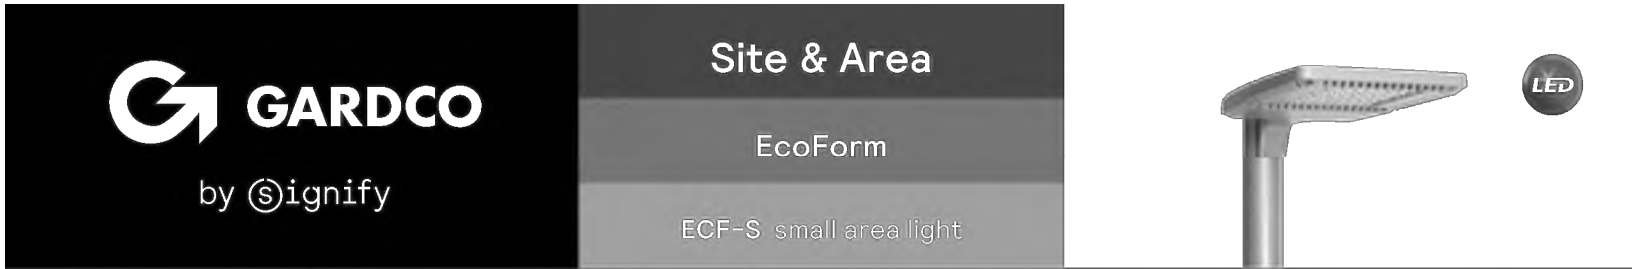 GARDCO
by Signify
Site & Area
EcoForm
ECF-S small area light
LED